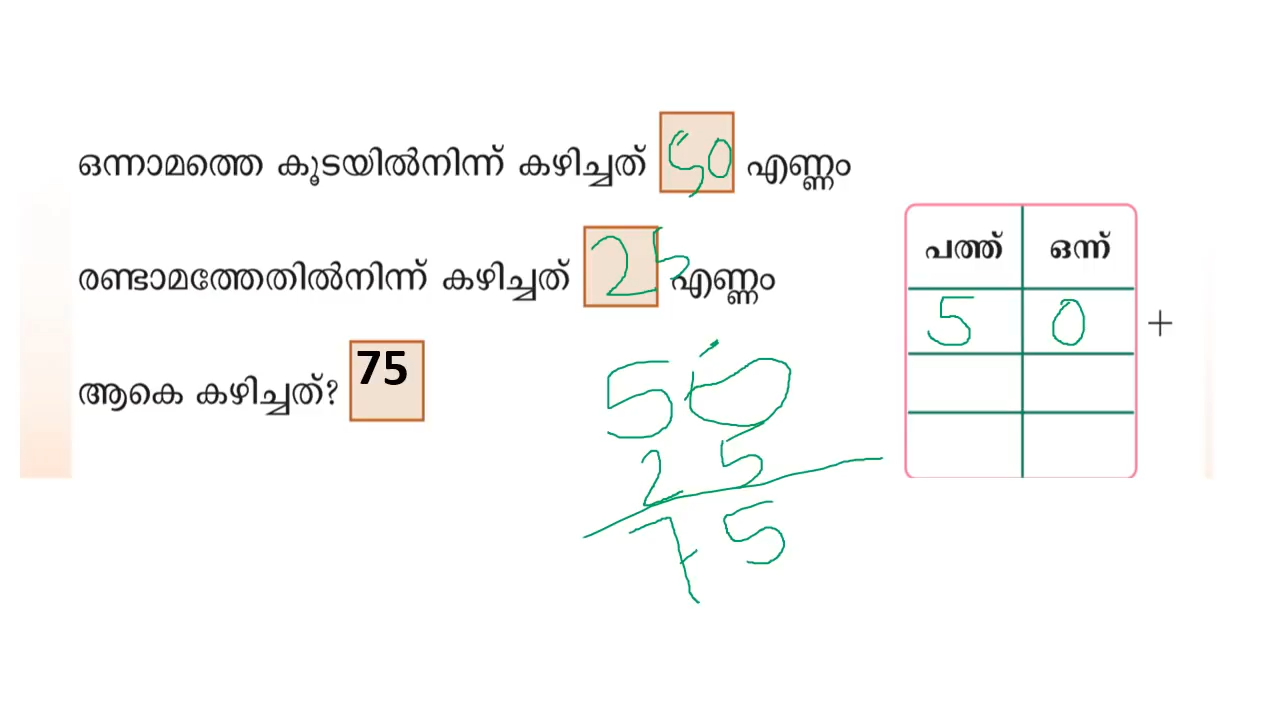 ഒന്നാമത്തെ കൂടയിൽനിന്ന് കഴിച്ചത് 50 എണ്ണം
രണ്ടാമത്തേതിൽനിന്ന് കഴിച്ചത് 25 എണ്ണം
ആകെ കഴിച്ചത്? 75
50
25
75
പത്ത് ഒന്ന്
5 0 +